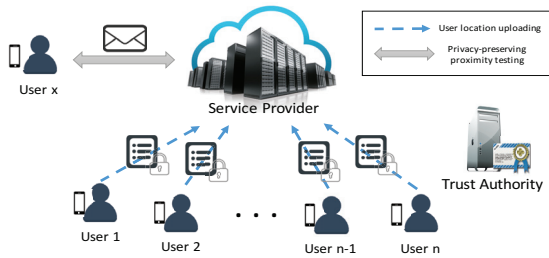 User location uploading
Privacy-preserving
proximity testing
User x
Service Provider
Trust Authority
User 1
User 2
. . .
User n-1
User n